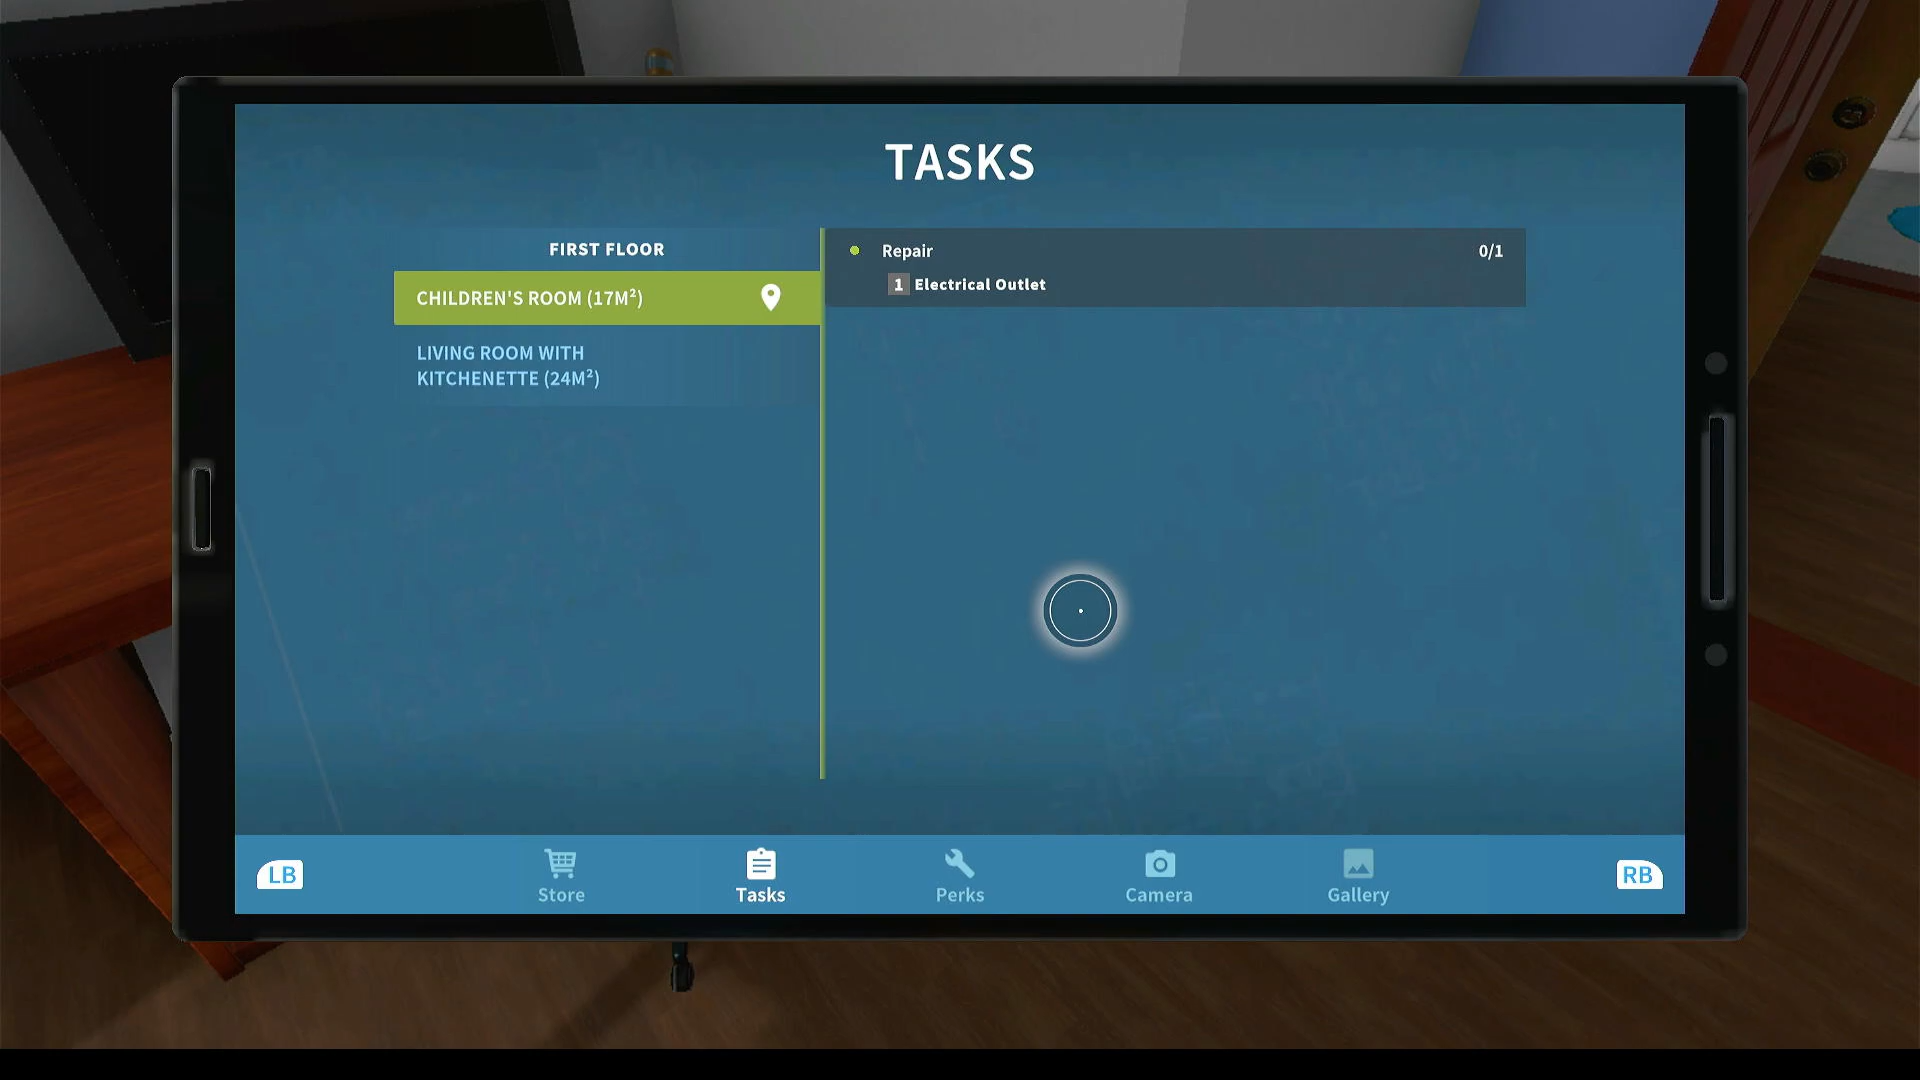 TASKS
FIRST FLOOR
CHILDREN'S ROOM (17M²)
LIVING ROOM WITH
KITCHENETTE (24M²)
Repair 0/1
1 Electrical Outlet
LB
Store
Tasks
Perks
Camera
Gallery
RB